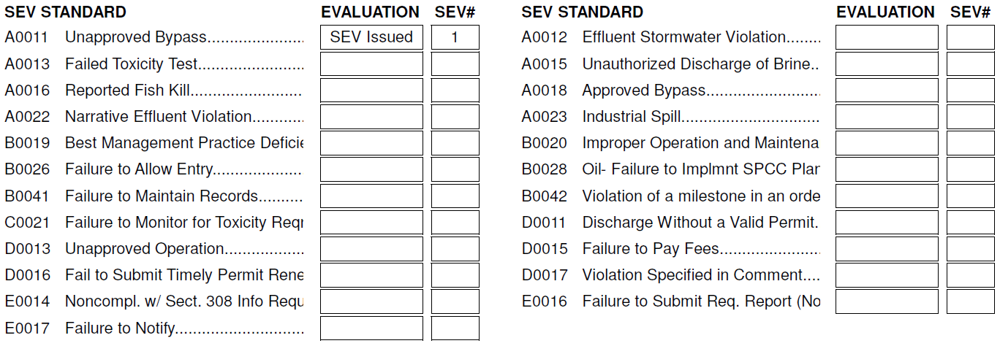 SEV STANDARD EVALUATION SEV# SEV STANDARD EVALUATION SEV#
A0011 Unapproved Bypass..................... SEV Issued 1 A0012 Effluent Stormwater Violation........
A0013 Failed Toxicity Test....................... A0015 Unauthorized Discharge of Brine..
A0016 Reported Fish Kill......................... A0018 Approved Bypass.........................
A0022 Narrative Effluent Violation........... A0023 Industrial Spill...............................
B0019 Best Management Practice Deficie B0020 Improper Operation and Maintena
B0026 Failure to Allow Entry.................... B0028 Oil- Failure to Implmnt SPCC Plan
B0041 Failure to Maintain Records.......... B0042 Violation of a milestone in an orde
C0021 Failure to Monitor for Toxicity Reqr D0011 Discharge Without a Valid Permit.
D0013 Unapproved Operation.................. D0015 Failure to Pay Fees......................
D0016 Fail to Submit Timely Permit Rene D0017 Violation Specified in Comment....
E0014 Noncompl. w/ Sect. 308 Info Requ E0016 Failure to Submit Req. Report (No
E0017 Failure to Notify.............................